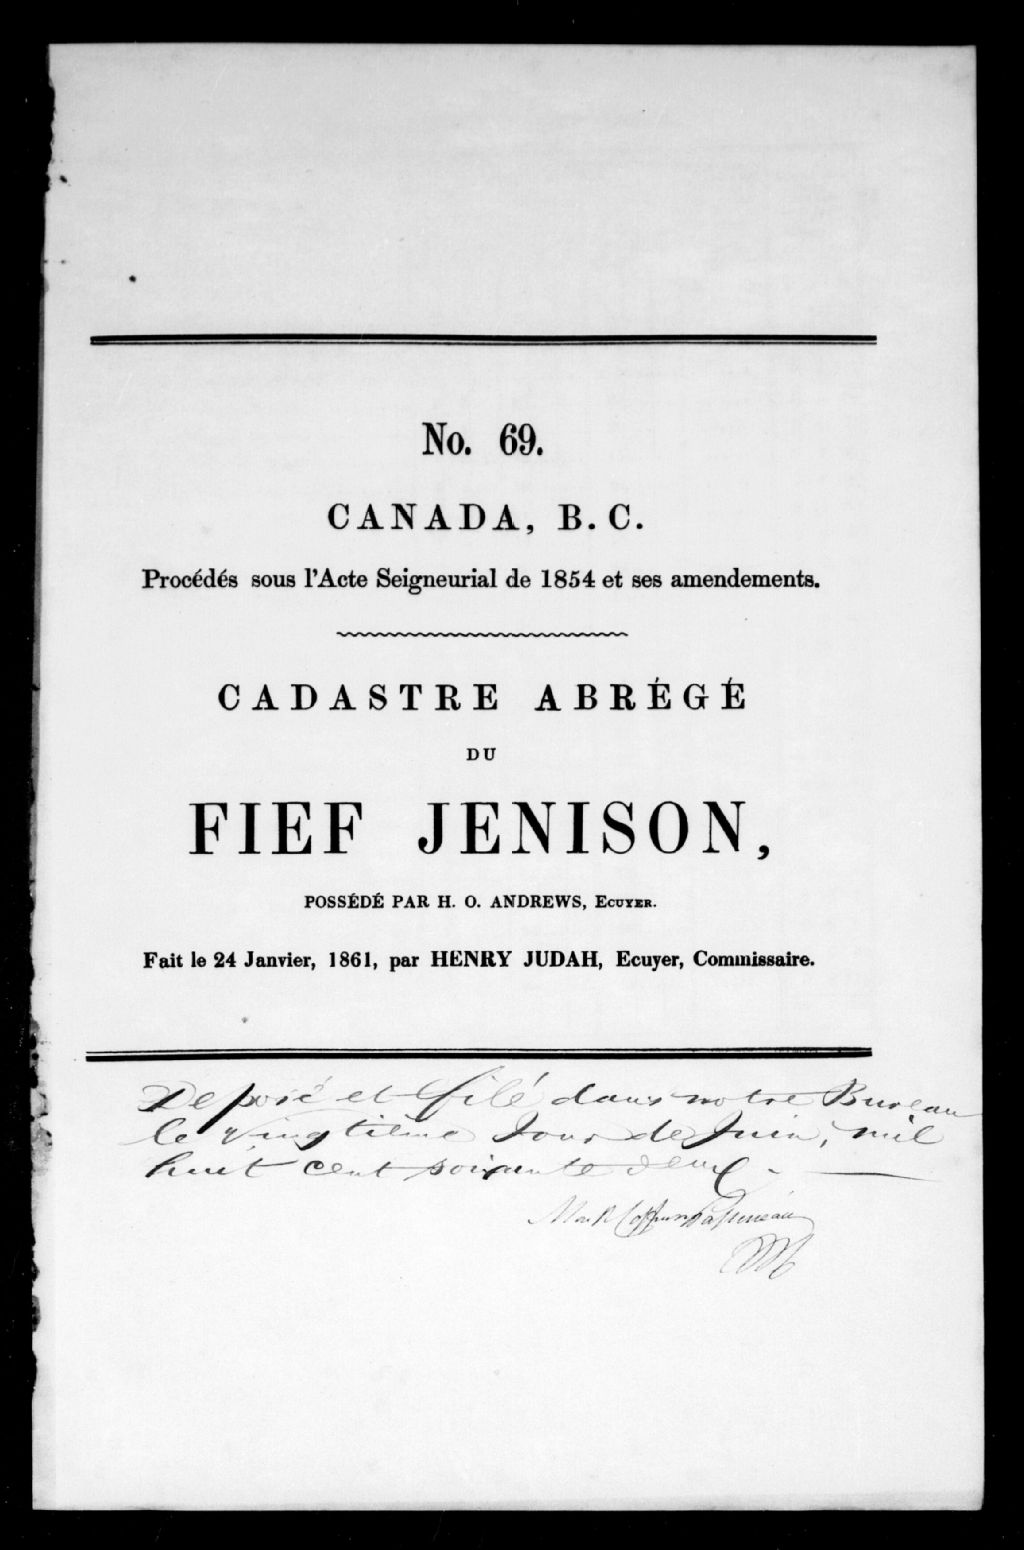 No. 69.
CANADA, B. C.
Procédés sous l'Acte Seigneurial de 1854 et ses amendements.
CADASTRE ABRÉGÉ
DU
FIEF JENISON,
POSSÉDÉ PAR H. O. ANDREWS, ECUYER.
Fait le 24 Janvier, 1861, par HENRY JUDAH, Ecuyer, Commissaire.
Deposé et filé dans notre Bureau
le vingtième Jour de Juin, mil
huit cent soixante deux. —